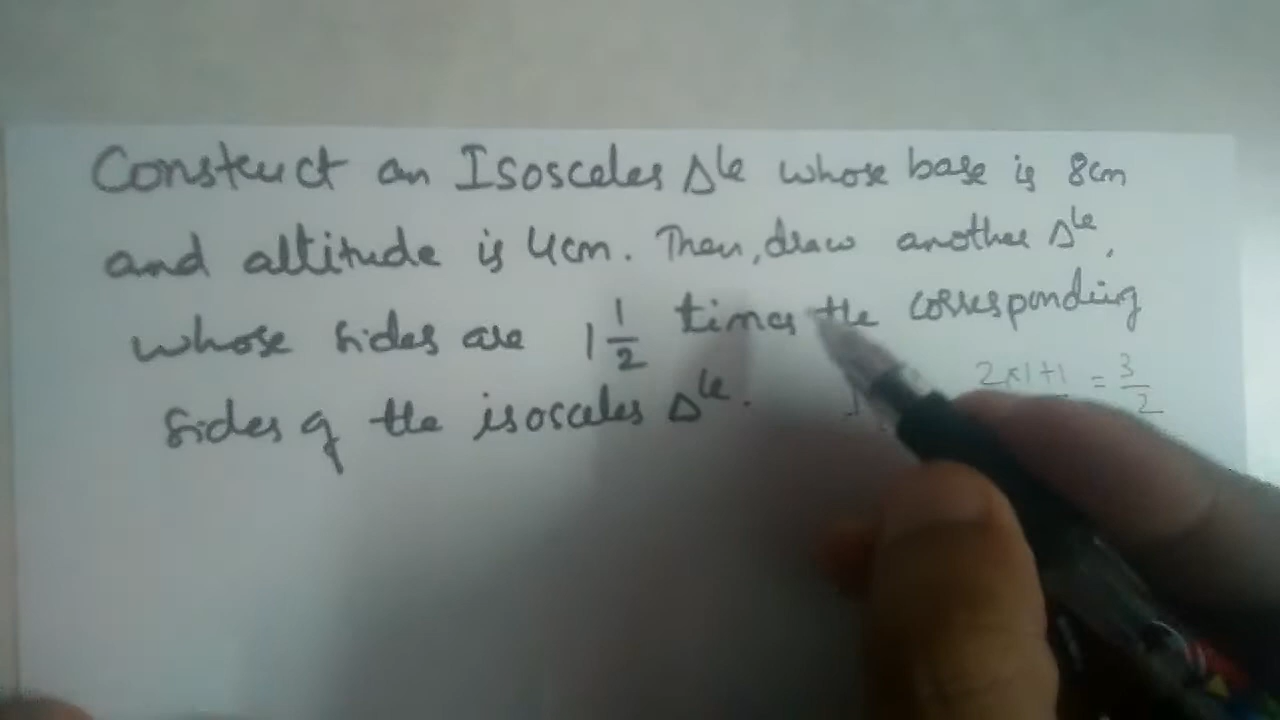 Construct an Isosceles Δle whose base is 8cm
and altitude is 4cm. Then, draw another Δle,
whose sides are 1 1/2 times the corresponding
sides of the isosceles Δle.
2×1+1 = 3/2